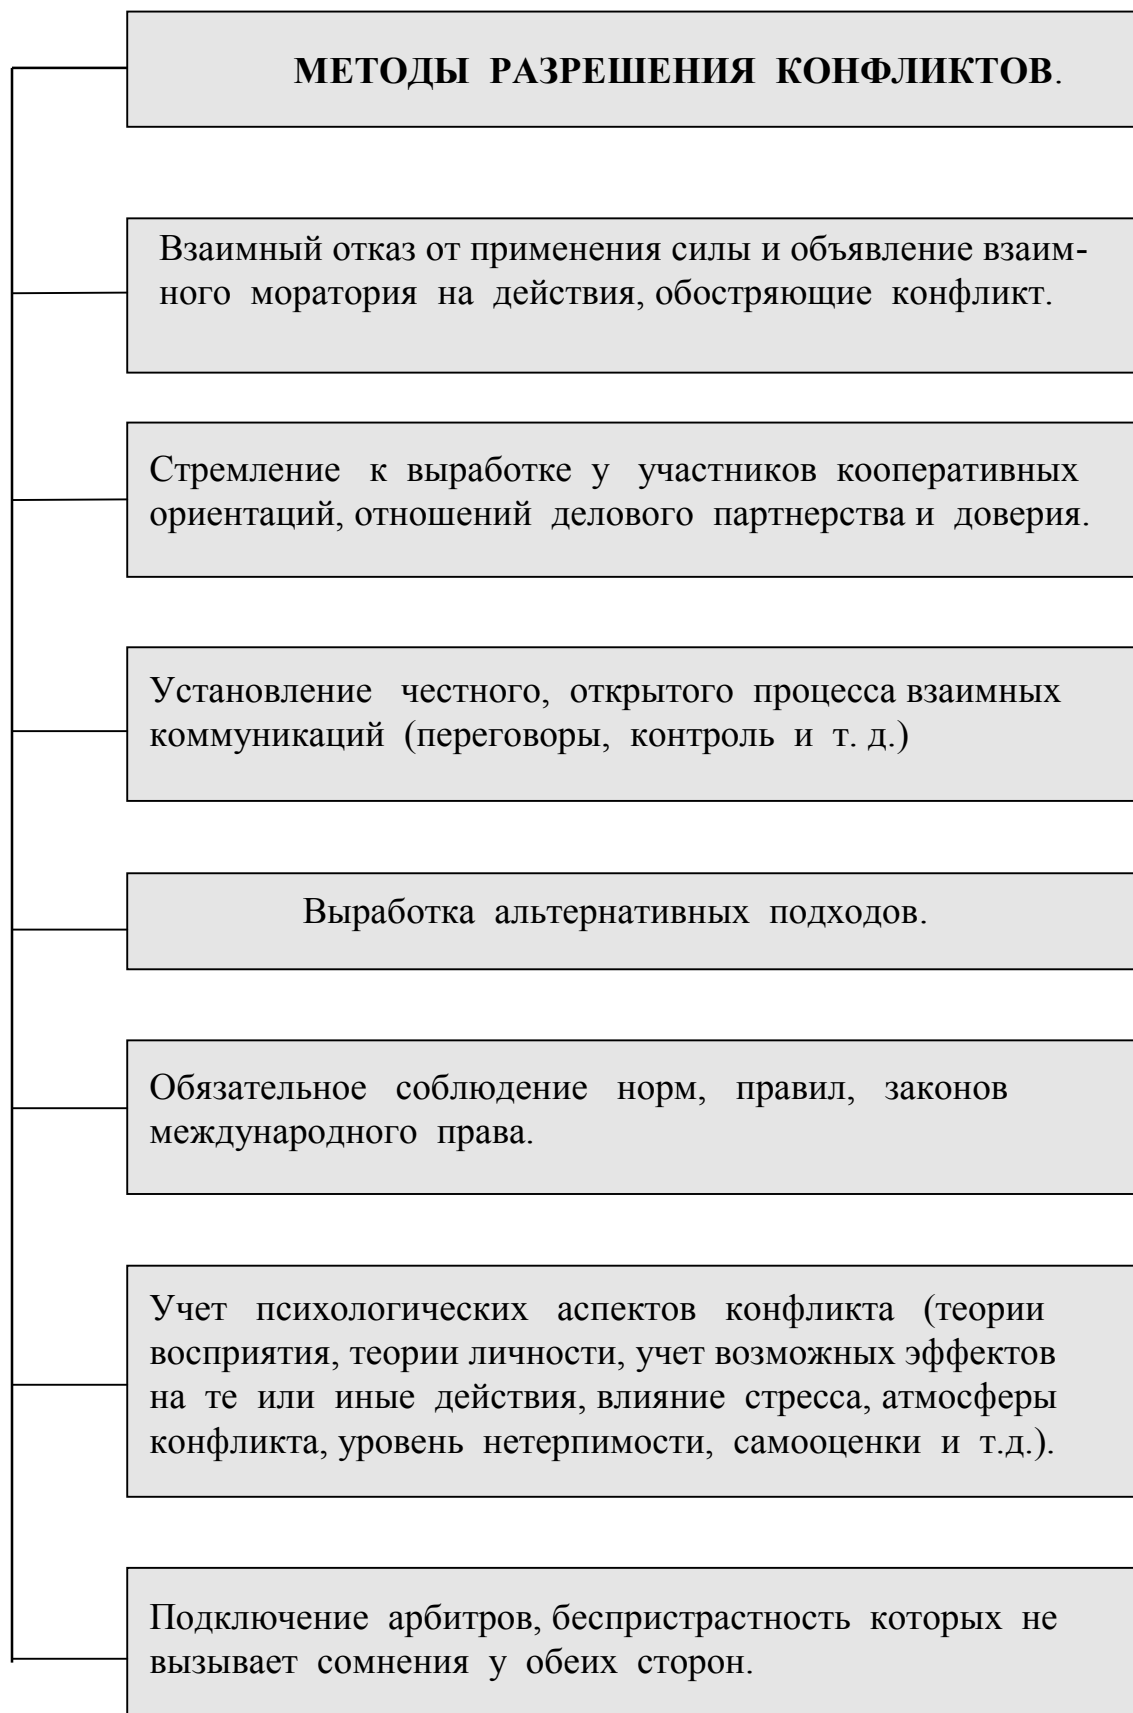 МЕТОДЫ РАЗРЕШЕНИЯ КОНФЛИКТОВ.
Взаимный отказ от применения силы и объявление взаим-
ного моратория на действия, обостряющие конфликт.
Стремление к выработке у участников кооперативных
ориентаций, отношений делового партнерства и доверия.
Установление честного, открытого процесса взаимных
коммуникаций (переговоры, контроль и т. д.)
Выработка альтернативных подходов.
Обязательное соблюдение норм, правил, законов
международного права.
Учет психологических аспектов конфликта (теории
восприятия, теории личности, учет возможных эффектов
на те или иные действия, влияние стресса, атмосферы
конфликта, уровень нетерпимости, самооценки и т.д.).
Подключение арбитров, беспристрастность которых не
вызывает сомнения у обеих сторон.